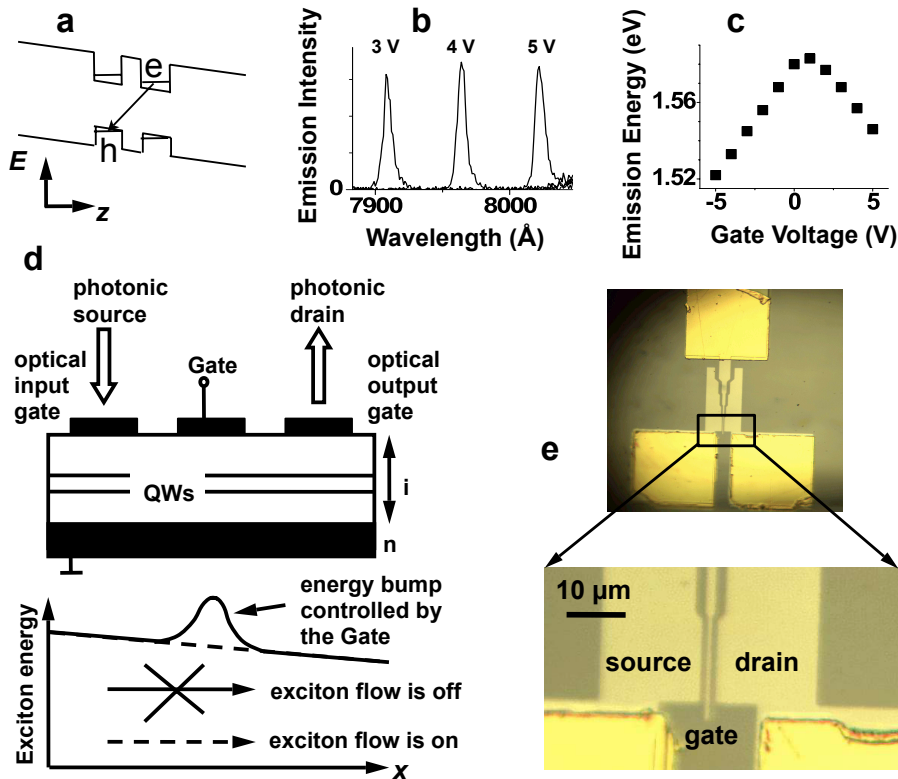 a
e
h
E
z
b
Emission Intensity
3 V
4 V
5 V
0
7900
8000
Wavelength (Å)
c
Emission Energy (eV)
1.56
1.52
-5
0
5
Gate Voltage (V)
d
photonic
source
photonic
drain
optical
input
gate
Gate
optical
output
gate
QWs
i
n
Exciton energy
energy bump
controlled by
the Gate
exciton flow is off
exciton flow is on
x
e
10 µm
source
drain
gate